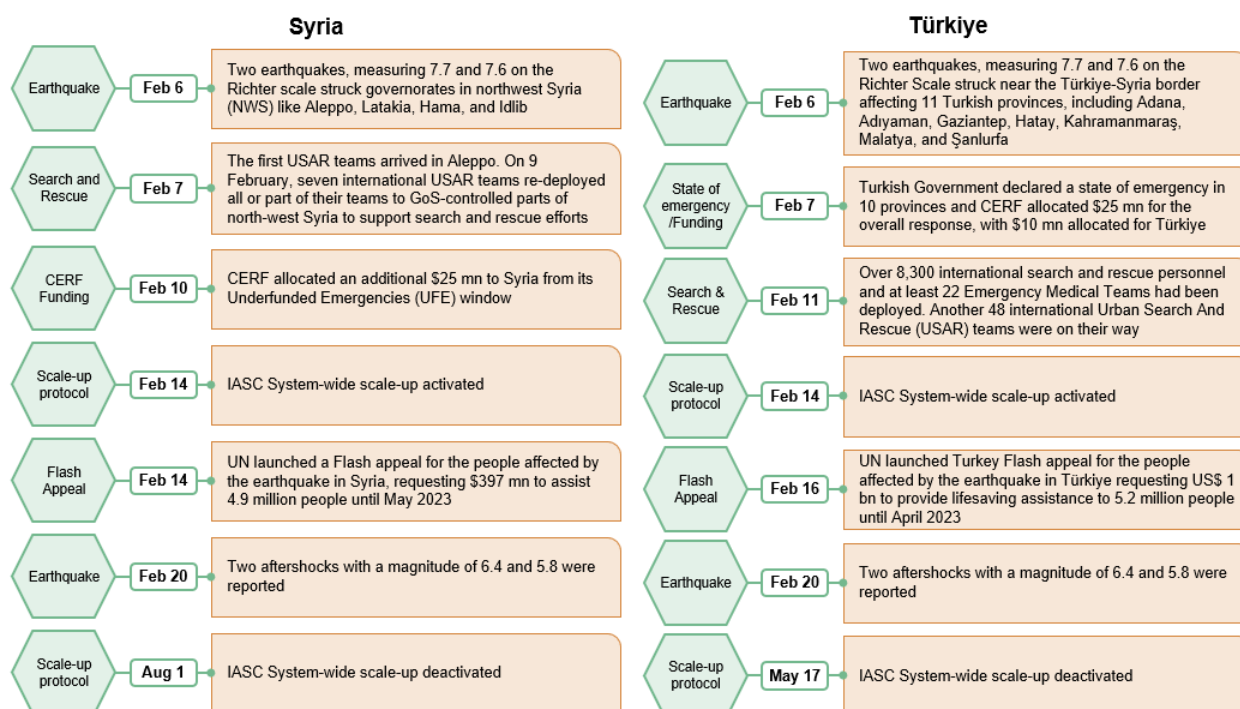 Syria
Earthquake
Feb 6
Two earthquakes, measuring 7.7 and 7.6 on the
Richter scale struck governorates in northwest Syria
(NWS) like Aleppo, Latakia, Hama, and Idlib
Search and
Rescue
Feb 7
The first USAR teams arrived in Aleppo. On 9
February, seven international USAR teams re-deployed
all or part of their teams to GoS-controlled parts of
north-west Syria to support search and rescue efforts
CERF
Funding
Feb 10
CERF allocated an additional $25 mn to Syria from its
Underfunded Emergencies (UFE) window
Scale-up
protocol
Feb 14
IASC System-wide scale-up activated
Flash
Appeal
Feb 14
UN launched a Flash appeal for the people affected by
the earthquake in Syria, requesting $397 mn to assist
4.9 million people until May 2023
Earthquake
Feb 20
Two aftershocks with a magnitude of 6.4 and 5.8 were
reported
Scale-up
protocol
Aug 1
IASC System-wide scale-up deactivated
Türkiye
Earthquake
Feb 6
Two earthquakes, measuring 7.7 and 7.6 on the
Richter Scale struck near the Türkiye-Syria border
affecting 11 Turkish provinces, including Adana,
Adıyaman, Gaziantep, Hatay, Kahramanmaraş,
Malatya, and Şanlurfa
State of
emergency
/Funding
Feb 7
Turkish Government declared a state of emergency in
10 provinces and CERF allocated $25 mn for the
overall response, with $10 mn allocated for Türkiye
Search &
Rescue
Feb 11
Over 8,300 international search and rescue personnel
and at least 22 Emergency Medical Teams had been
deployed. Another 48 international Urban Search And
Rescue (USAR) teams were on their way
Scale-up
protocol
Feb 14
IASC System-wide scale-up activated
Flash
Appeal
Feb 16
UN launched Turkey Flash appeal for the people
affected by the earthquake in Türkiye requesting US$ 1
bn to provide lifesaving assistance to 5.2 million people
until April 2023
Earthquake
Feb 20
Two aftershocks with a magnitude of 6.4 and 5.8 were
reported
Scale-up
protocol
May 17
IASC System-wide scale-up deactivated